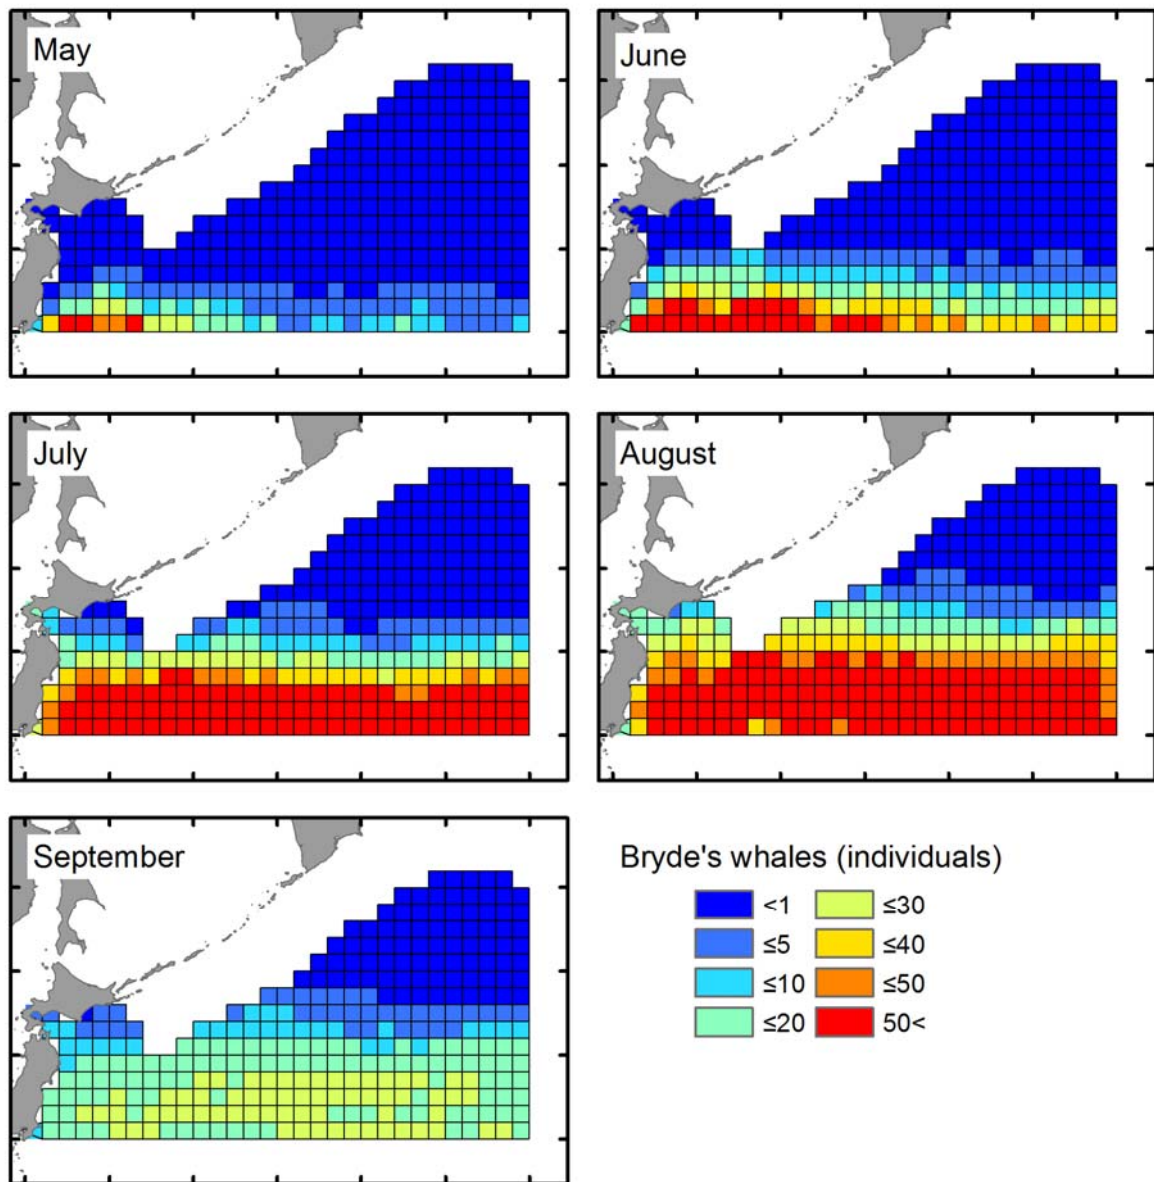 May
June
July
August
September
Bryde's whales (individuals)
<1
≤30
≤5
≤40
≤10
≤50
≤20
50<